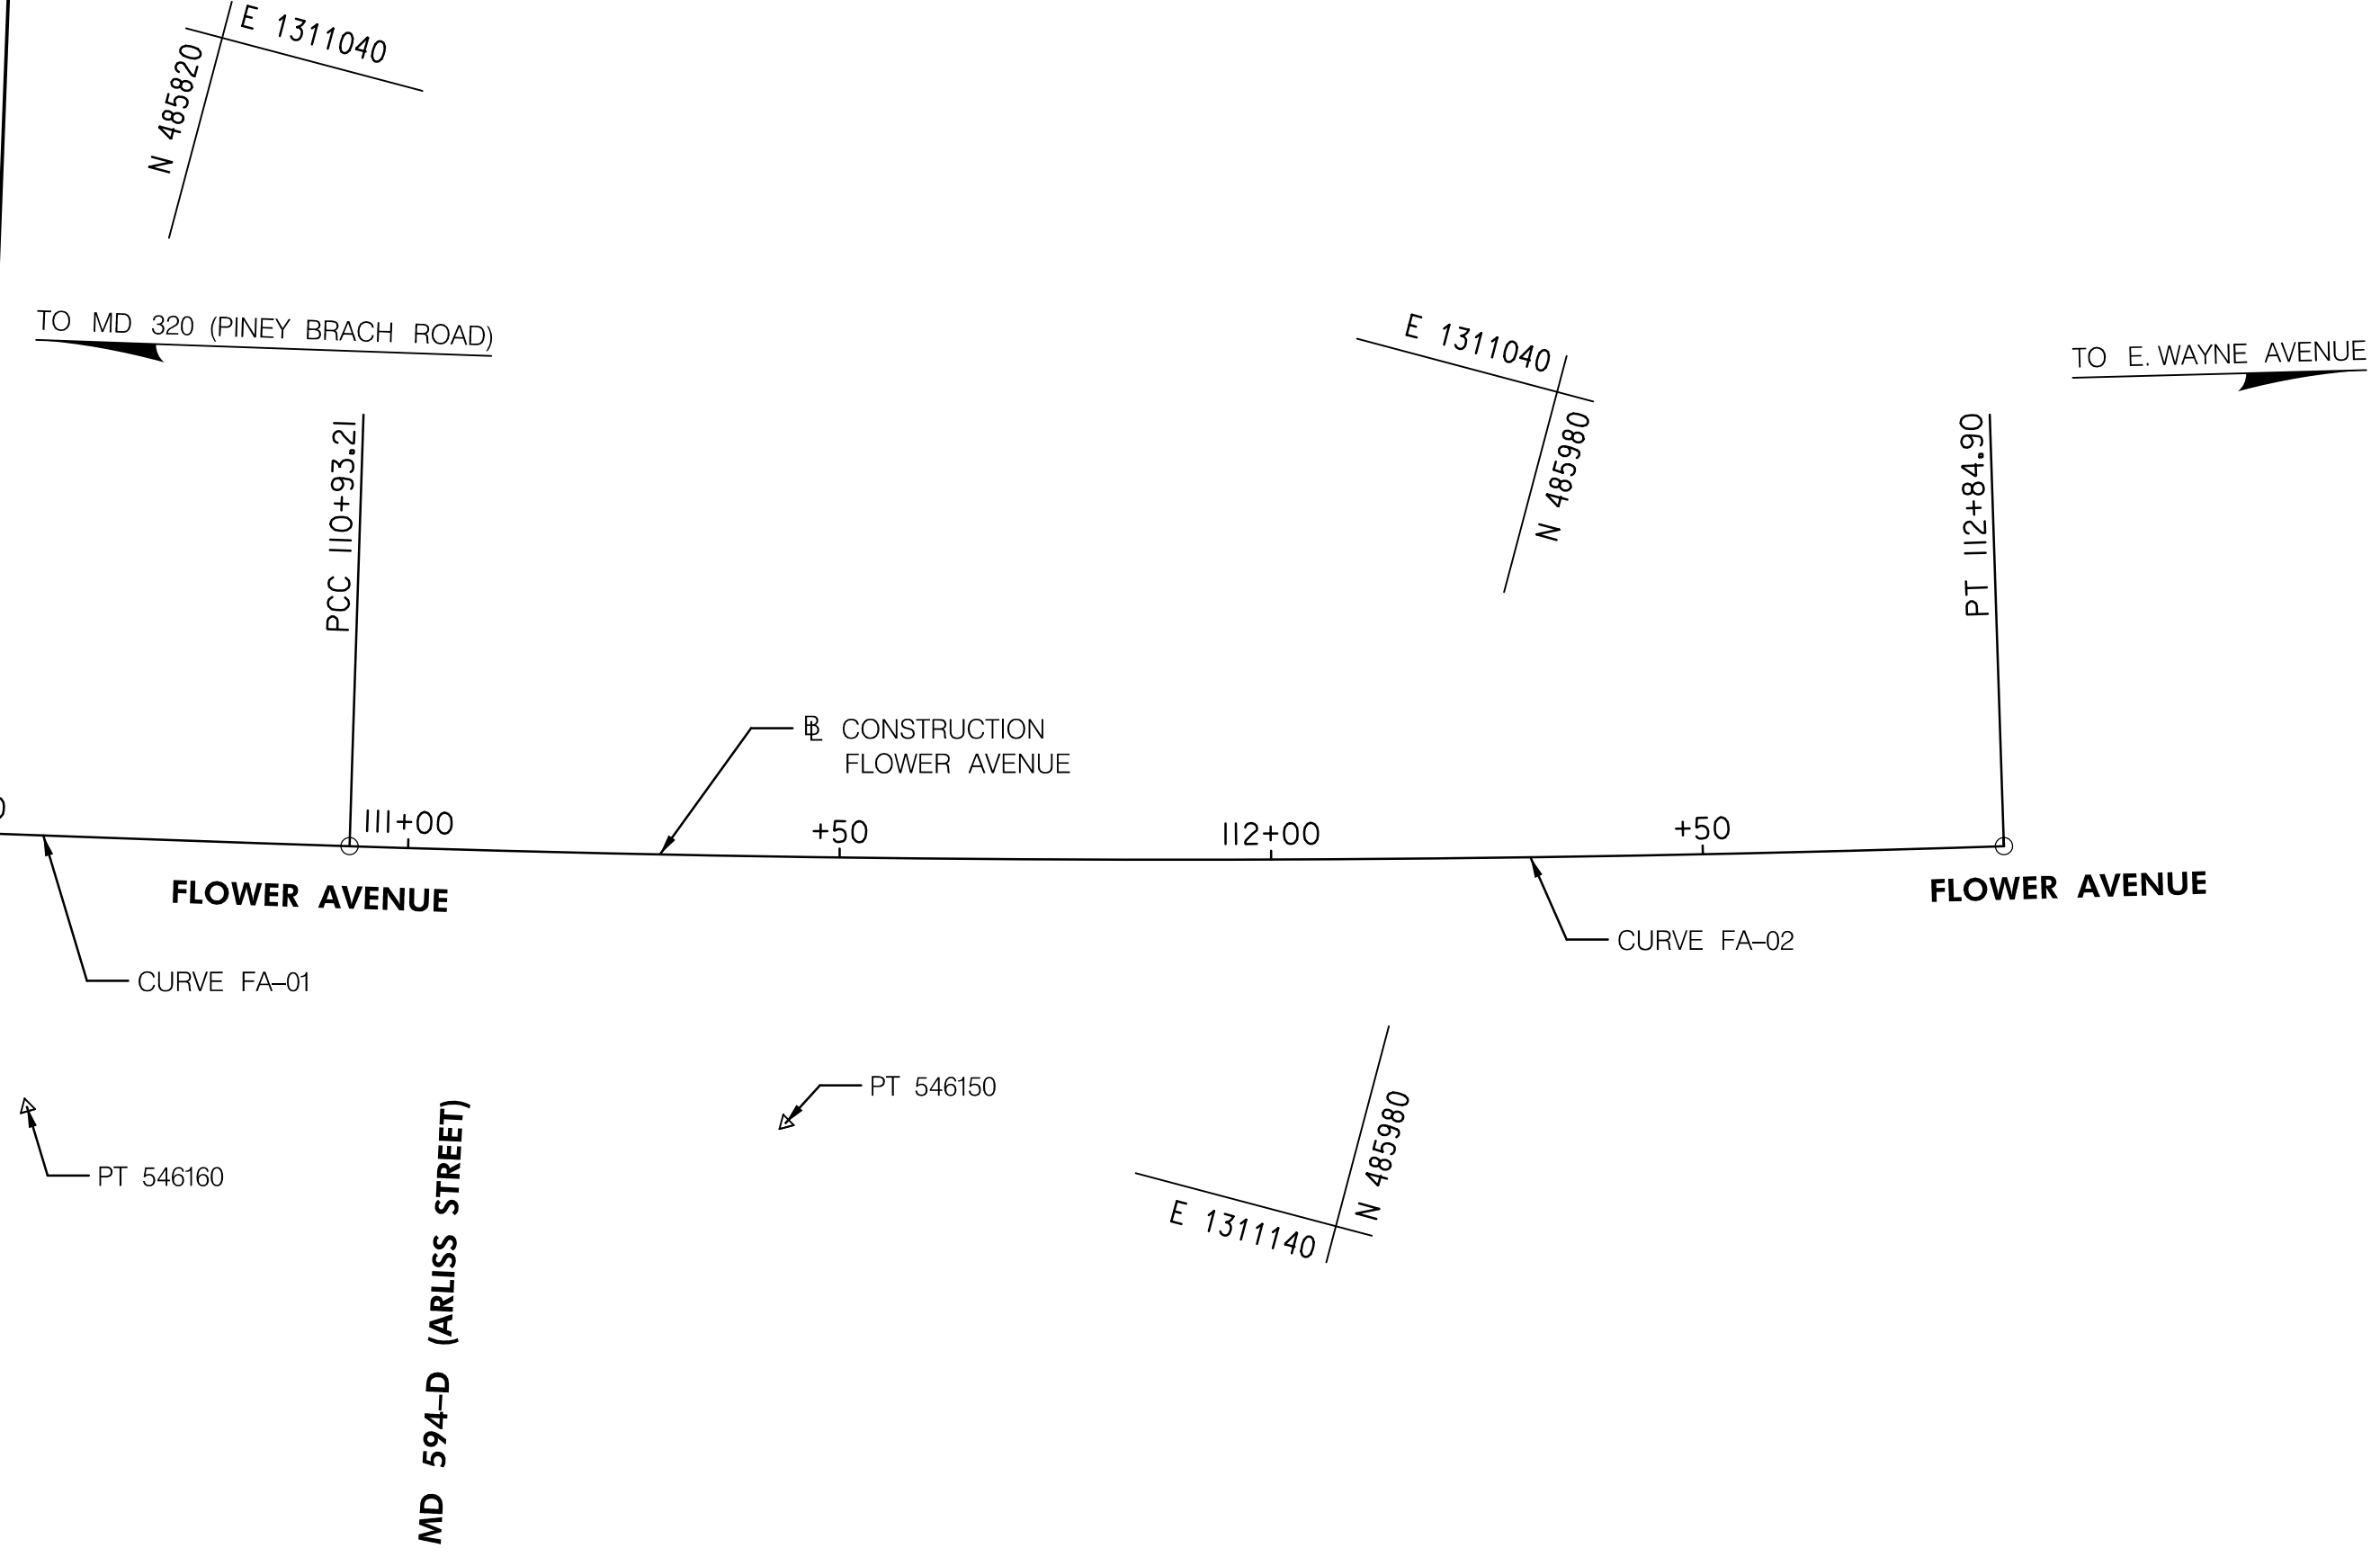 E 1311040
N 485820
TO MD 320 (PINEY BRACH ROAD)
E 1311040
N 485980
TO E. WAYNE AVENUE
PCC 110+93.21
PT 112+84.90
BL CONSTRUCTION
FLOWER AVENUE
111+00
+50
112+00
+50
FLOWER AVENUE
FLOWER AVENUE
CURVE FA-01
CURVE FA-02
PT 546150
PT 546160
N 485980
E 1311140
MD 594-D (ARLISS STREET)